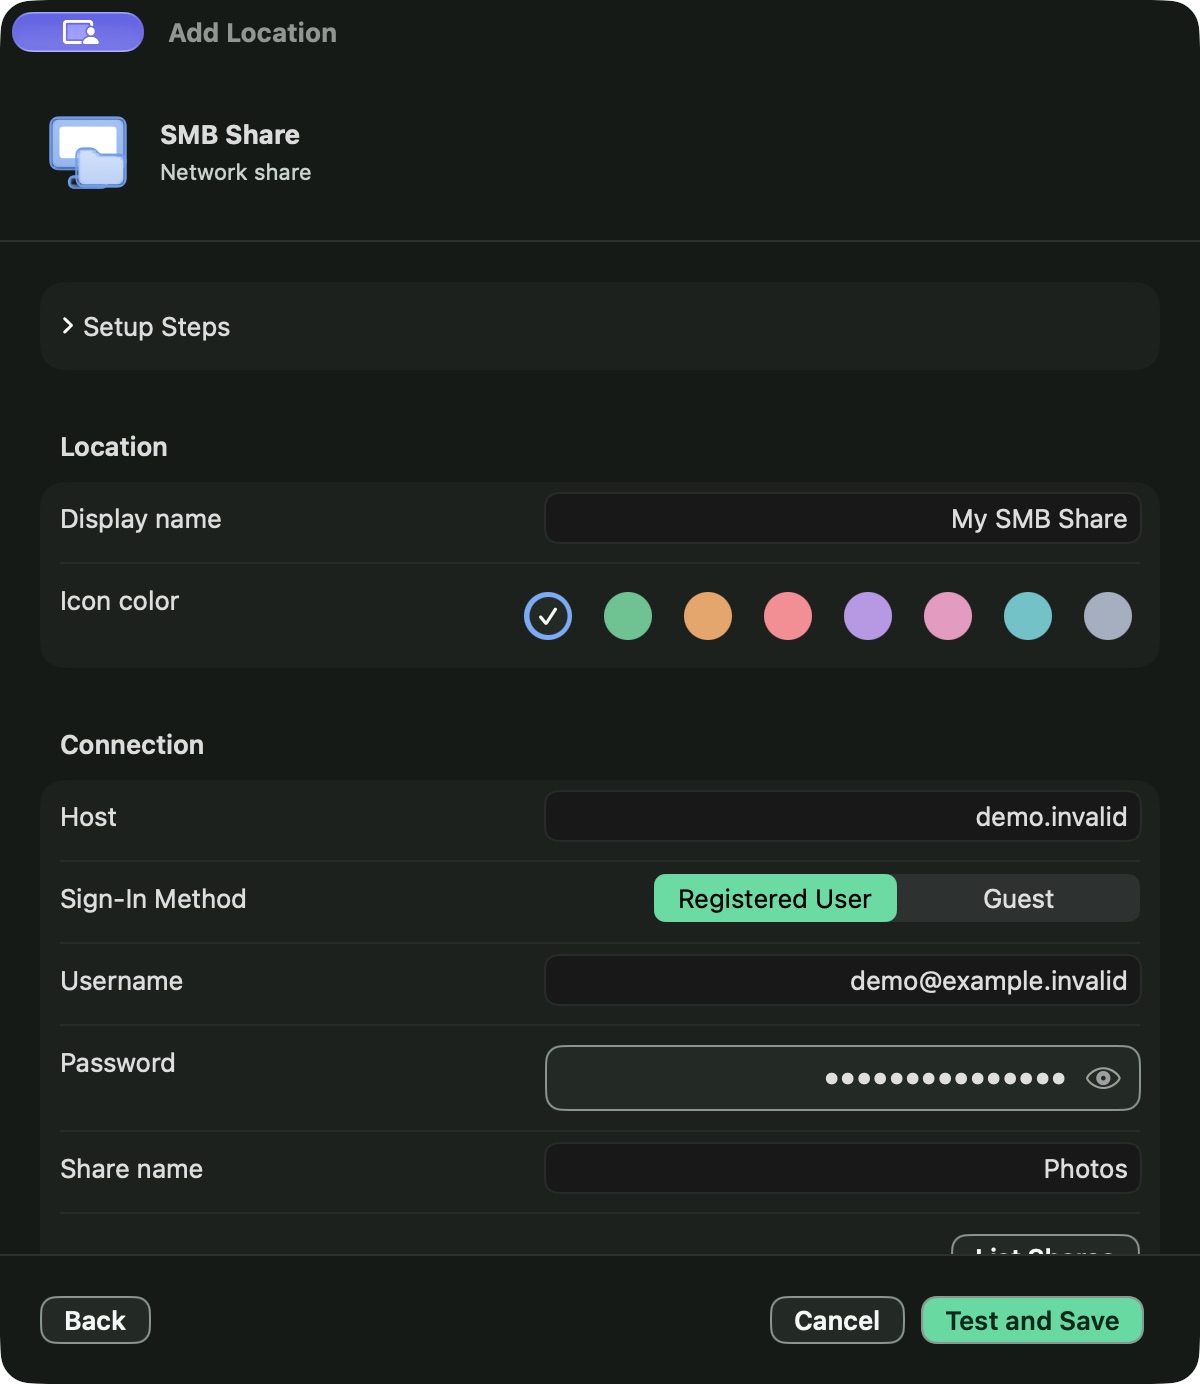 Add Location
SMB Share
Network share
Setup Steps
Location
Display name
My SMB Share
Icon color
Connection
Host
demo.invalid
Sign-In Method
Registered User
Guest
Username
demo@example.invalid
Password
Share name
Photos
Back
Cancel
Test and Save